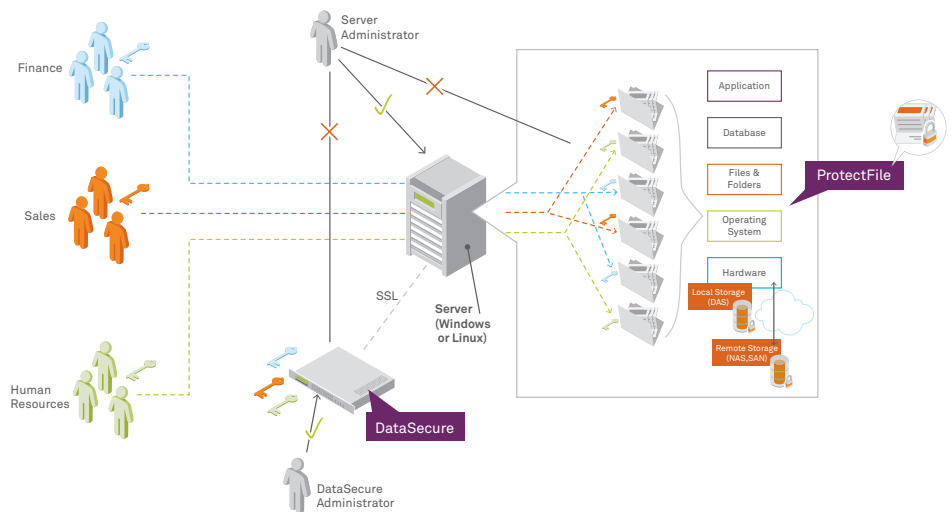 Server
Administrator
Finance
Application
Database
Files &
Folders
ProtectFile
Sales
Operating
System
Hardware
SSL
Local Storage
(DAS)
Server
(Windows
or Linux)
Remote Storage
(NAS,SAN)
Human
Resources
DataSecure
DataSecure
Administrator